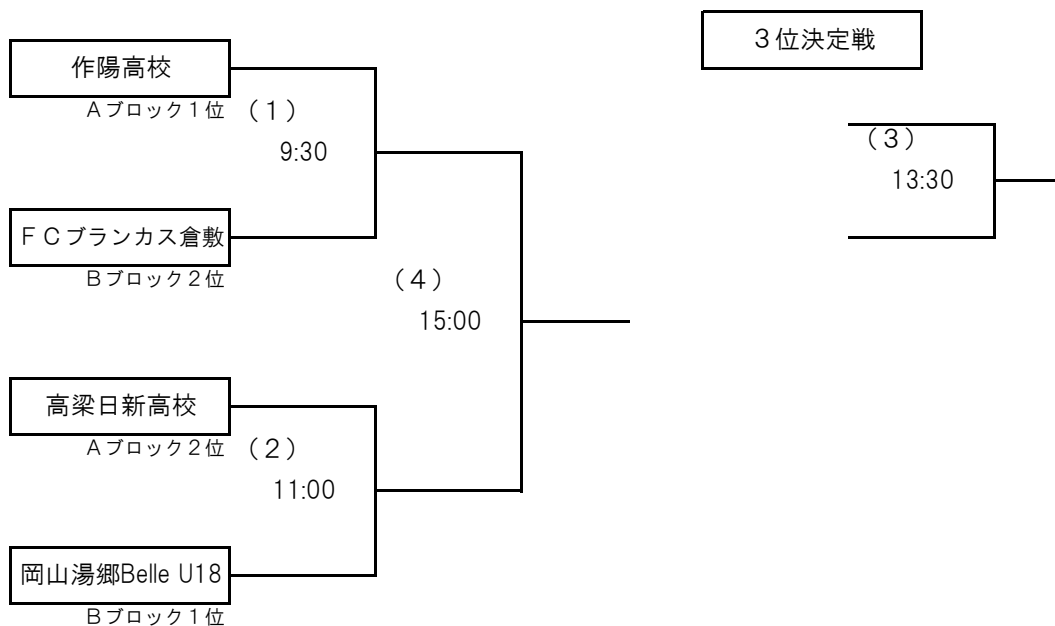 ３位決定戦
作陽高校
Ａブロック１位
（１）
9:30
（３）
13:30
ＦＣブランカス倉敷
Ｂブロック２位
（４）
15:00
高梁日新高校
Ａブロック２位
（２）
11:00
岡山湯郷Belle U18
Ｂブロック１位